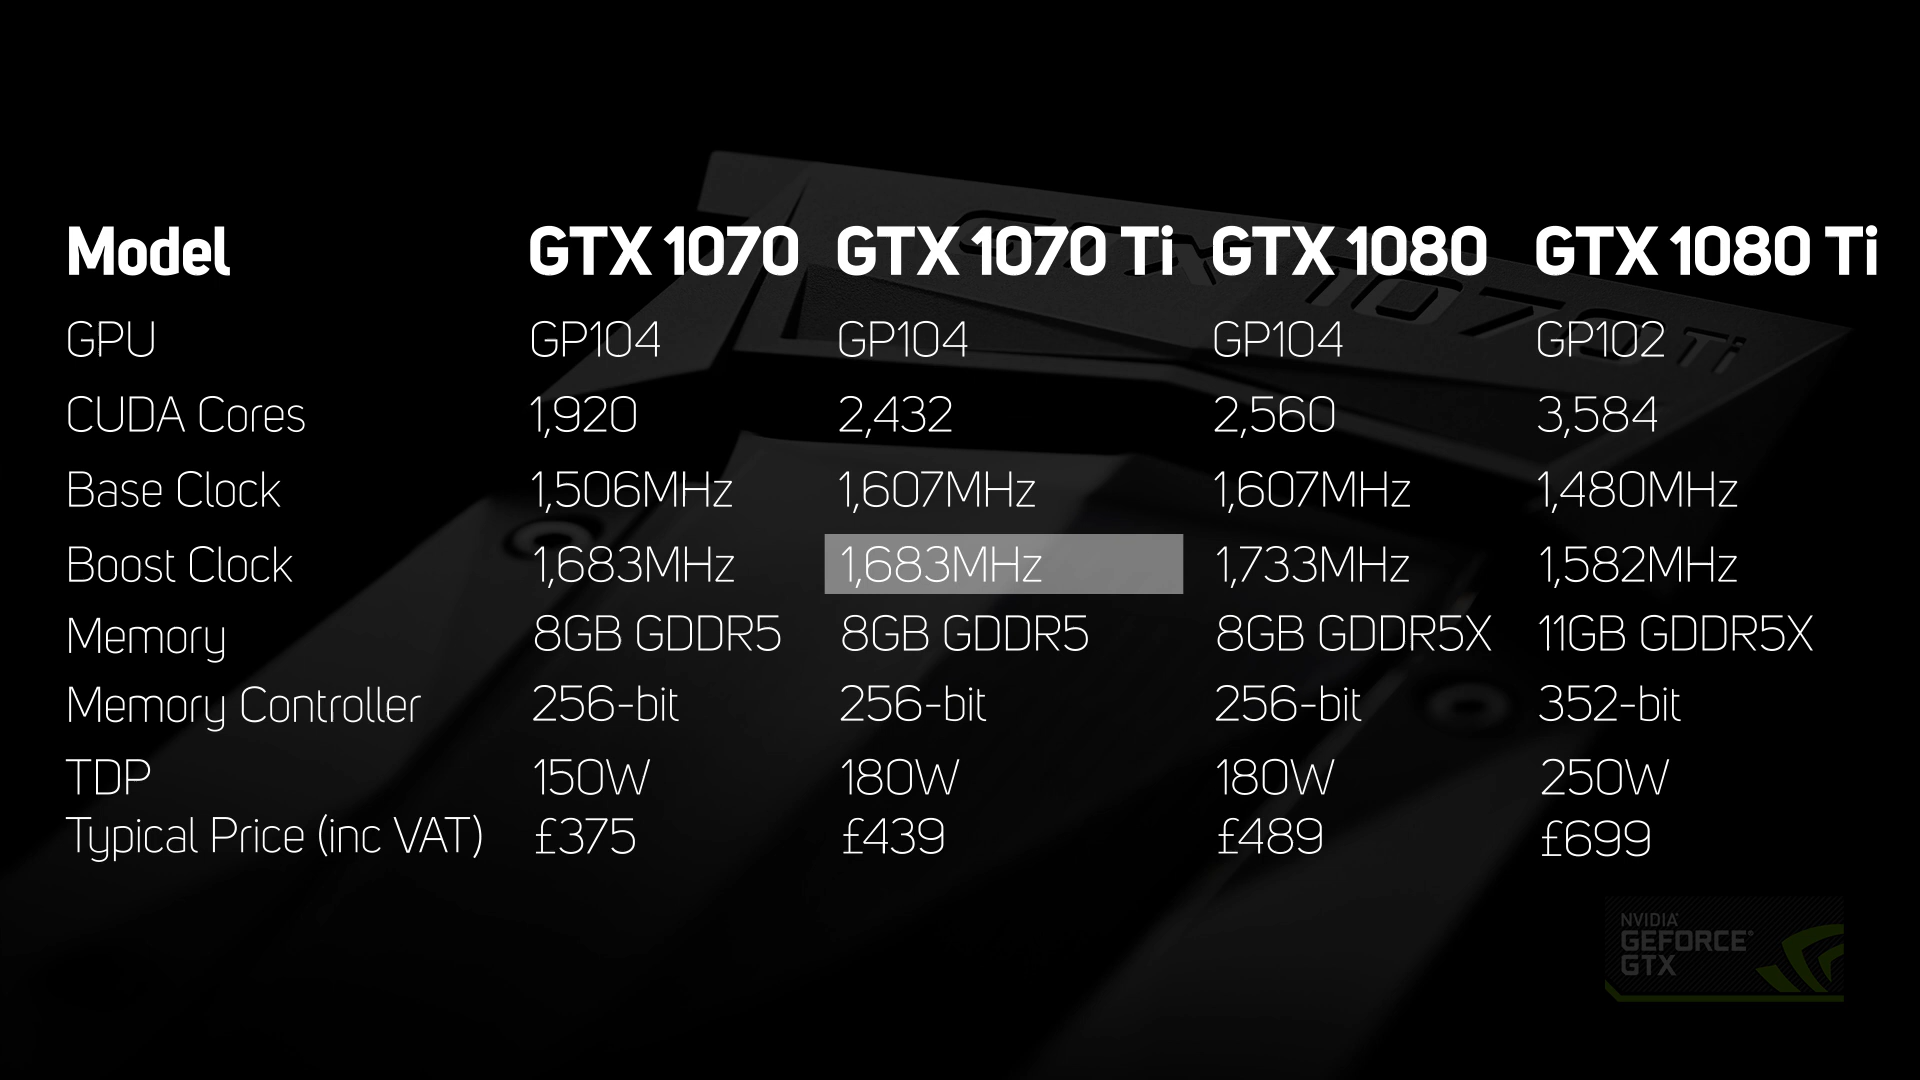 Model GTX 1070 GTX 1070 Ti GTX 1080 GTX 1080 Ti
GPU GP104 GP104 GP104 GP102
CUDA Cores 1,920 2,432 2,560 3,584
Base Clock 1,506MHz 1,607MHz 1,607MHz 1,480MHz
Boost Clock 1,683MHz 1,683MHz 1,733MHz 1,582MHz
Memory 8GB GDDR5 8GB GDDR5 8GB GDDR5X 11GB GDDR5X
Memory Controller 256-bit 256-bit 256-bit 352-bit
TDP 150W 180W 180W 250W
Typical Price (inc VAT) £375 £439 £489 £699
GTX 1070 Ti
NVIDIA
GEFORCE®
GTX